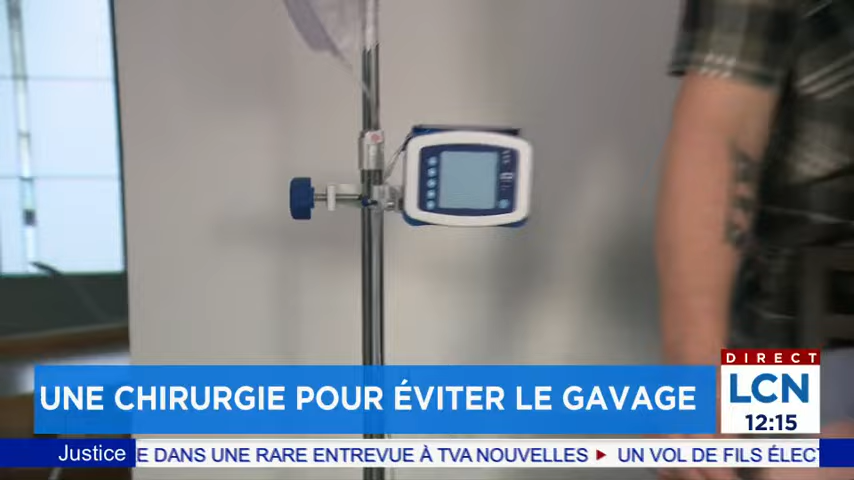 DIRECT
LCN
12:15
UNE CHIRURGIE POUR ÉVITER LE GAVAGE
Justice
E DANS UNE RARE ENTREVUE À TVA NOUVELLES ▸ UN VOL DE FILS ÉLECT